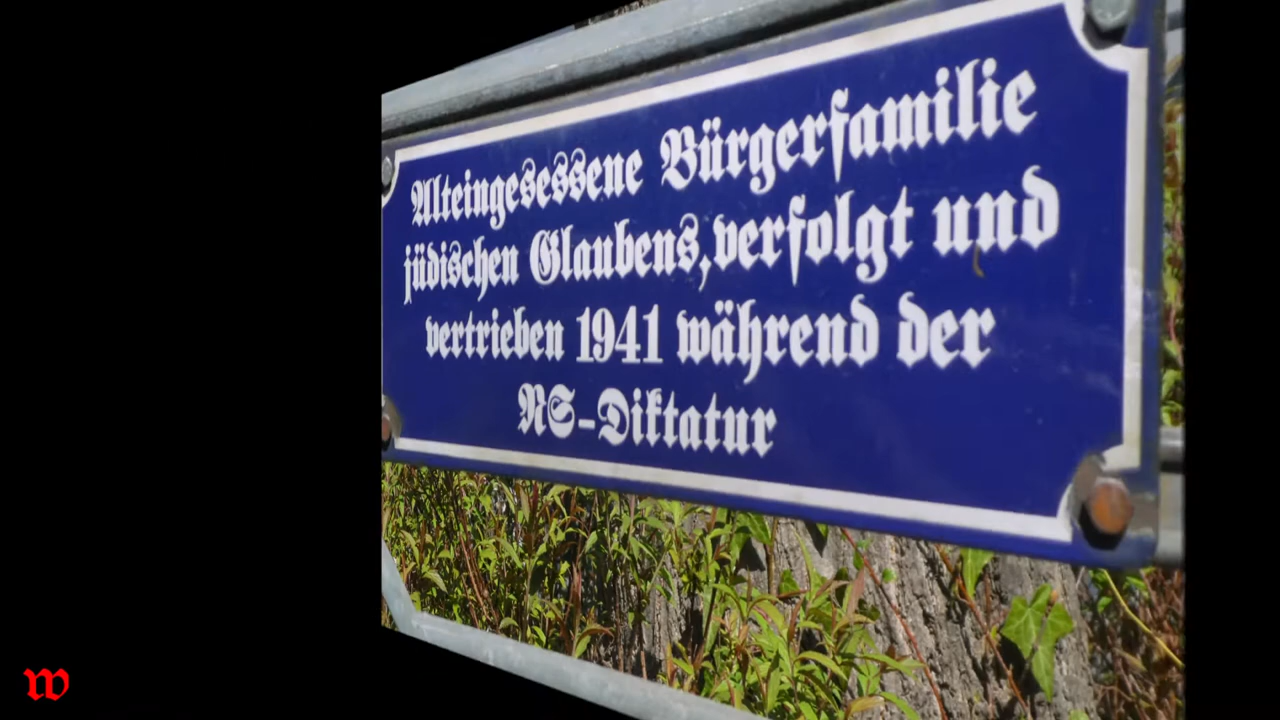 Alteingesessene Bürgerfamilie
jüdischen Glaubens, verfolgt und
vertrieben 1941 während der
NS-Diktatur
w